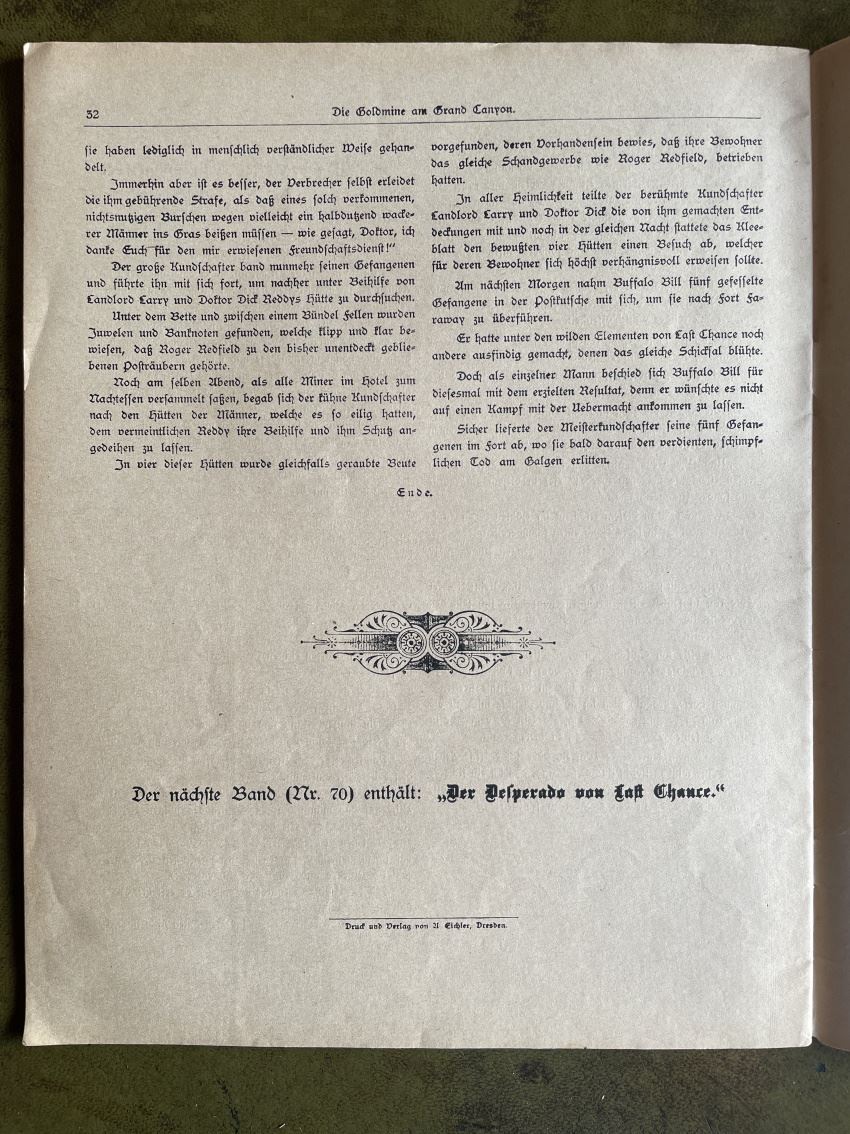 32
Die Goldmine am Grand Canyon.
sie haben lediglich in menschlich verständlicher Weise gehan-
delt.
Immerhin aber ist es besser, der Verbrecher selbst erleidet
die ihm gebührende Strafe, als daß eines solch verkommenen,
nichtsnutzigen Burschen wegen vielleicht ein halbdutzend wacke-
rer Männer ins Gras beißen müssen — wie gesagt, Doktor, ich
danke Euch für den mir erwiesenen Freundschaftsdienst!“
Der große Kundschafter band nunmehr seinen Gefangenen
und führte ihn mit sich fort, um nachher unter Beihilfe von
Landlord Larry und Doktor Dick Reddys Hütte zu durchsuchen.
Unter dem Bette und zwischen einem Bündel Fellen wurden
Juwelen und Banknoten gefunden, welche klipp und klar be-
wiesen, daß Roger Redfield zu den bisher unentdeckt geblie-
benen Posträubern gehörte.
Noch am selben Abend, als alle Miner im Hotel zum
Nachtessen versammelt saßen, begab sich der kühne Kundschafter
nach den Hütten der Männer, welche es so eilig hatten,
dem vermeintlichen Reddy ihre Beihilfe und ihm Schutz an-
gedeihen zu lassen.
In vier dieser Hütten wurde gleichfalls geraubte Beute
vorgefunden, deren Vorhandensein bewies, daß ihre Bewohner
das gleiche Schandgewerbe wie Roger Redfield, betrieben
hatten.
In aller Heimlichkeit teilte der berühmte Kundschafter
Landlord Larry und Doktor Dick die von ihm gemachten Ent-
deckungen mit und noch in der gleichen Nacht stattete das Klee-
blatt den bewußten vier Hütten einen Besuch ab, welcher
für deren Bewohner sich höchst verhängnisvoll erweisen sollte.
Am nächsten Morgen nahm Buffalo Bill fünf gefesselte
Gefangene in der Postkutsche mit sich, um sie nach Fort Fa-
raway zu überführen.
Er hatte unter den wilden Elementen von Last Chance noch
andere ausfindig gemacht, denen das gleiche Schicksal blühte.
Doch als einzelner Mann beschied sich Buffalo Bill für
diesesmal mit dem erzielten Resultat, denn er wünschte es nicht
auf einen Kampf mit der Uebermacht ankommen zu lassen.
Sicher lieferte der Meisterkundschafter seine fünf Gefan-
genen im Fort ab, wo sie bald darauf den verdienten, schimpf-
lichen Tod am Galgen erlitten.
Ende.
Der nächste Band (Nr. 70) enthält: „Der Desperado von Last Chance.“
Druck und Verlag von A Eichler, Dresden.